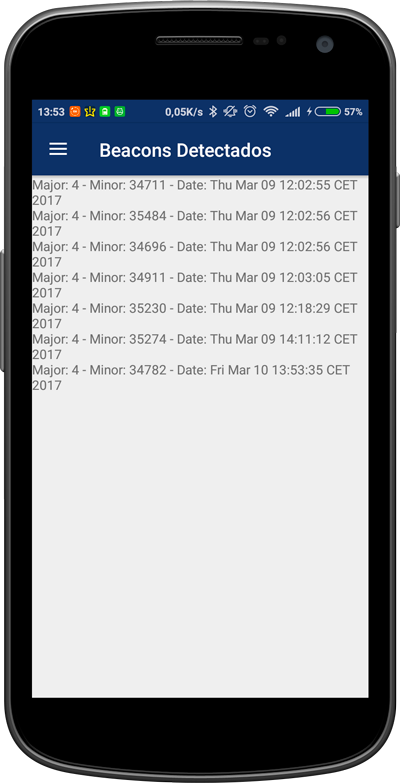 13:53 0,05K/s 57%
Beacons Detectados
Major: 4 - Minor: 34711 - Date: Thu Mar 09 12:02:55 CET
2017
Major: 4 - Minor: 35484 - Date: Thu Mar 09 12:02:56 CET
2017
Major: 4 - Minor: 34696 - Date: Thu Mar 09 12:02:56 CET
2017
Major: 4 - Minor: 34911 - Date: Thu Mar 09 12:03:05 CET
2017
Major: 4 - Minor: 35230 - Date: Thu Mar 09 12:18:29 CET
2017
Major: 4 - Minor: 35274 - Date: Thu Mar 09 14:11:12 CET
2017
Major: 4 - Minor: 34782 - Date: Fri Mar 10 13:53:35 CET
2017